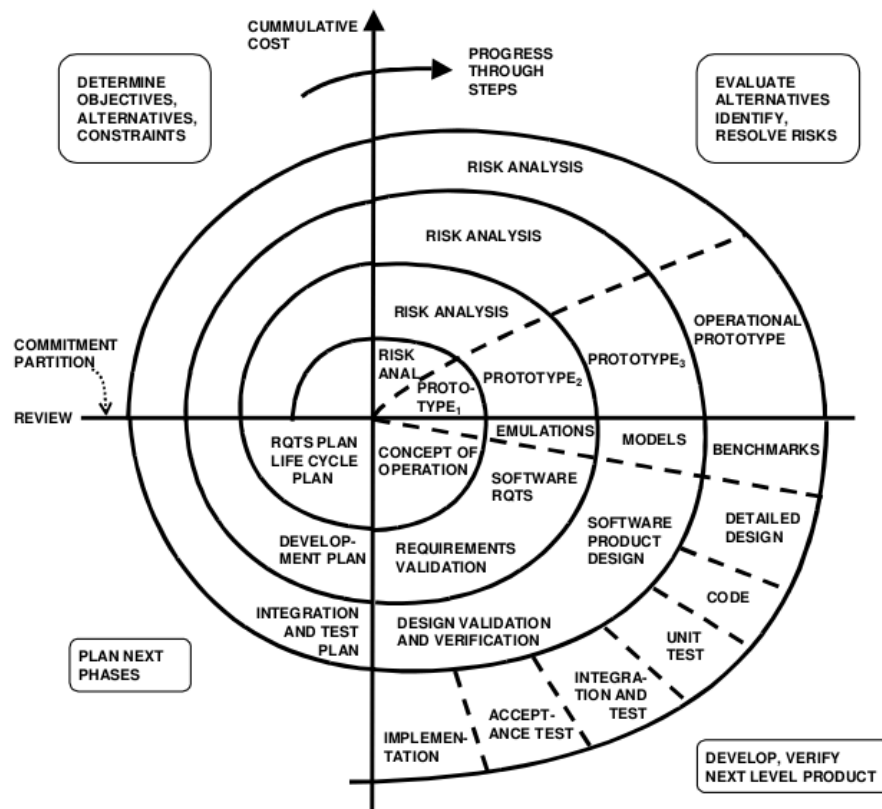 CUMMULATIVE
COST
PROGRESS
THROUGH
STEPS
DETERMINE
OBJECTIVES,
ALTERNATIVES,
CONSTRAINTS
EVALUATE
ALTERNATIVES
IDENTIFY,
RESOLVE RISKS
RISK ANALYSIS
RISK ANALYSIS
RISK ANALYSIS
RISK
ANAL
OPERATIONAL
PROTOTYPE
PROTOTYPE3
PROTOTYPE2
PROTO-
TYPE1
COMMITMENT
PARTITION
REVIEW
EMULATIONS
MODELS
BENCHMARKS
RQTS PLAN
LIFE CYCLE
PLAN
CONCEPT OF
OPERATION
SOFTWARE
RQTS
SOFTWARE
PRODUCT
DESIGN
DETAILED
DESIGN
DEVELOP-
MENT PLAN
REQUIREMENTS
VALIDATION
CODE
INTEGRATION
AND TEST
PLAN
DESIGN VALIDATION
AND VERIFICATION
UNIT
TEST
PLAN NEXT
PHASES
INTEGRA-
TION AND
TEST
ACCEPT-
ANCE TEST
IMPLEMEN-
TATION
DEVELOP, VERIFY
NEXT LEVEL PRODUCT